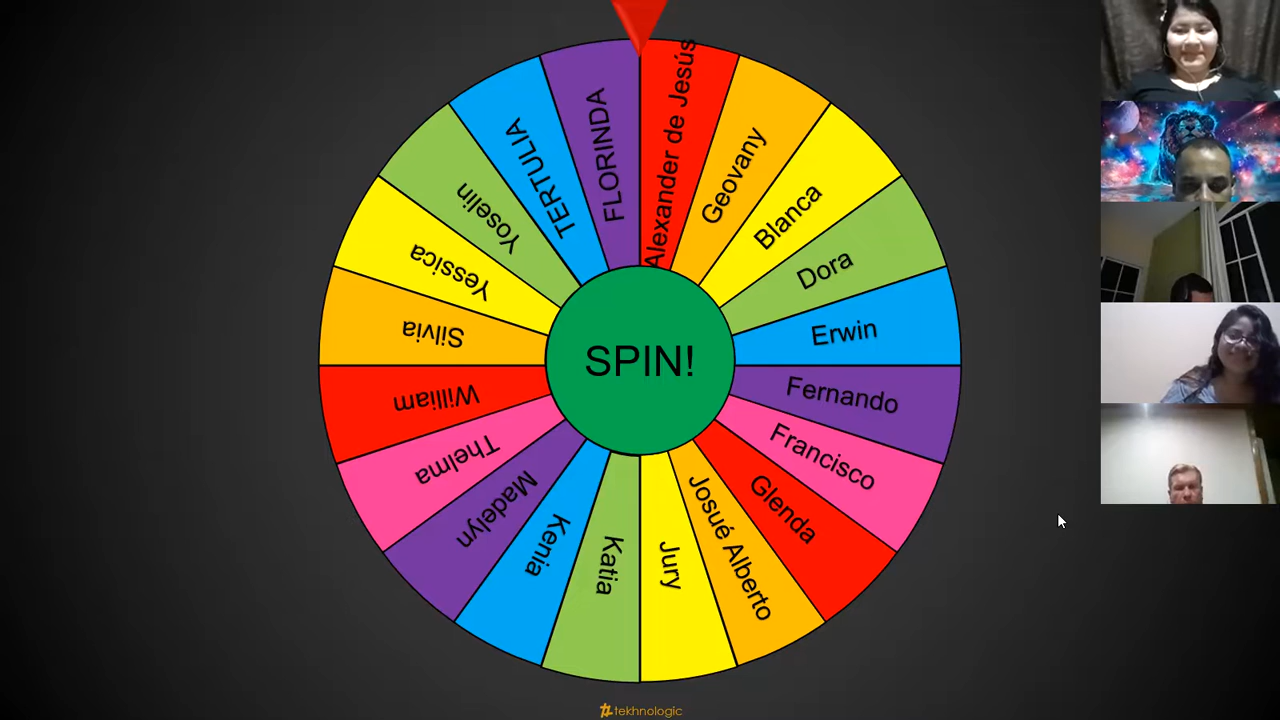 Alexander de Jesús
Geovany
Blanca
Dora
Erwin
Fernando
Francisco
Glenda
Josué Alberto
Jury
Katia
Kenia
Madelyn
Thelma
William
Silvia
Yessica
Yoselin
TERTULIA
FLORINDA
SPIN!
tekhnologic